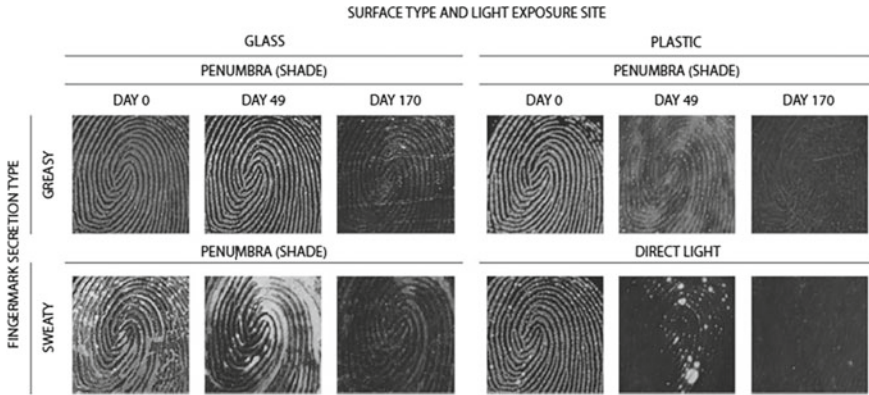 SURFACE TYPE AND LIGHT EXPOSURE SITE
GLASS PLASTIC
PENUMBRA (SHADE) PENUMBRA (SHADE)
DAY 0 DAY 49 DAY 170 DAY 0 DAY 49 DAY 170
FINGERMARK SECRETION TYPE
GREASY
PENUMBRA (SHADE) DIRECT LIGHT
SWEATY